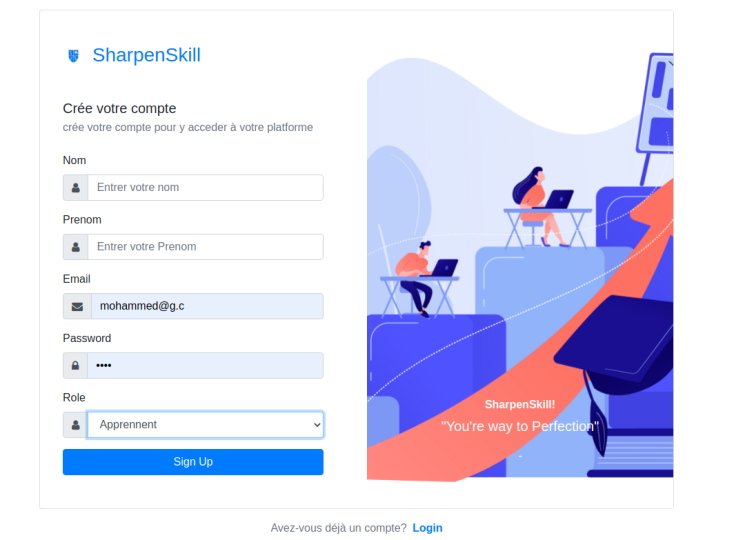 SharpenSkill
Crée votre compte
crée votre compte pour y acceder à votre platforme
Nom
Entrer votre nom
Prenom
Entrer votre Prenom
Email
mohammed@g.c
Password
••••
Role
Apprennent
Sign Up
SharpenSkill!
"You're way to Perfection"
-
Avez-vous déjà un compte? Login